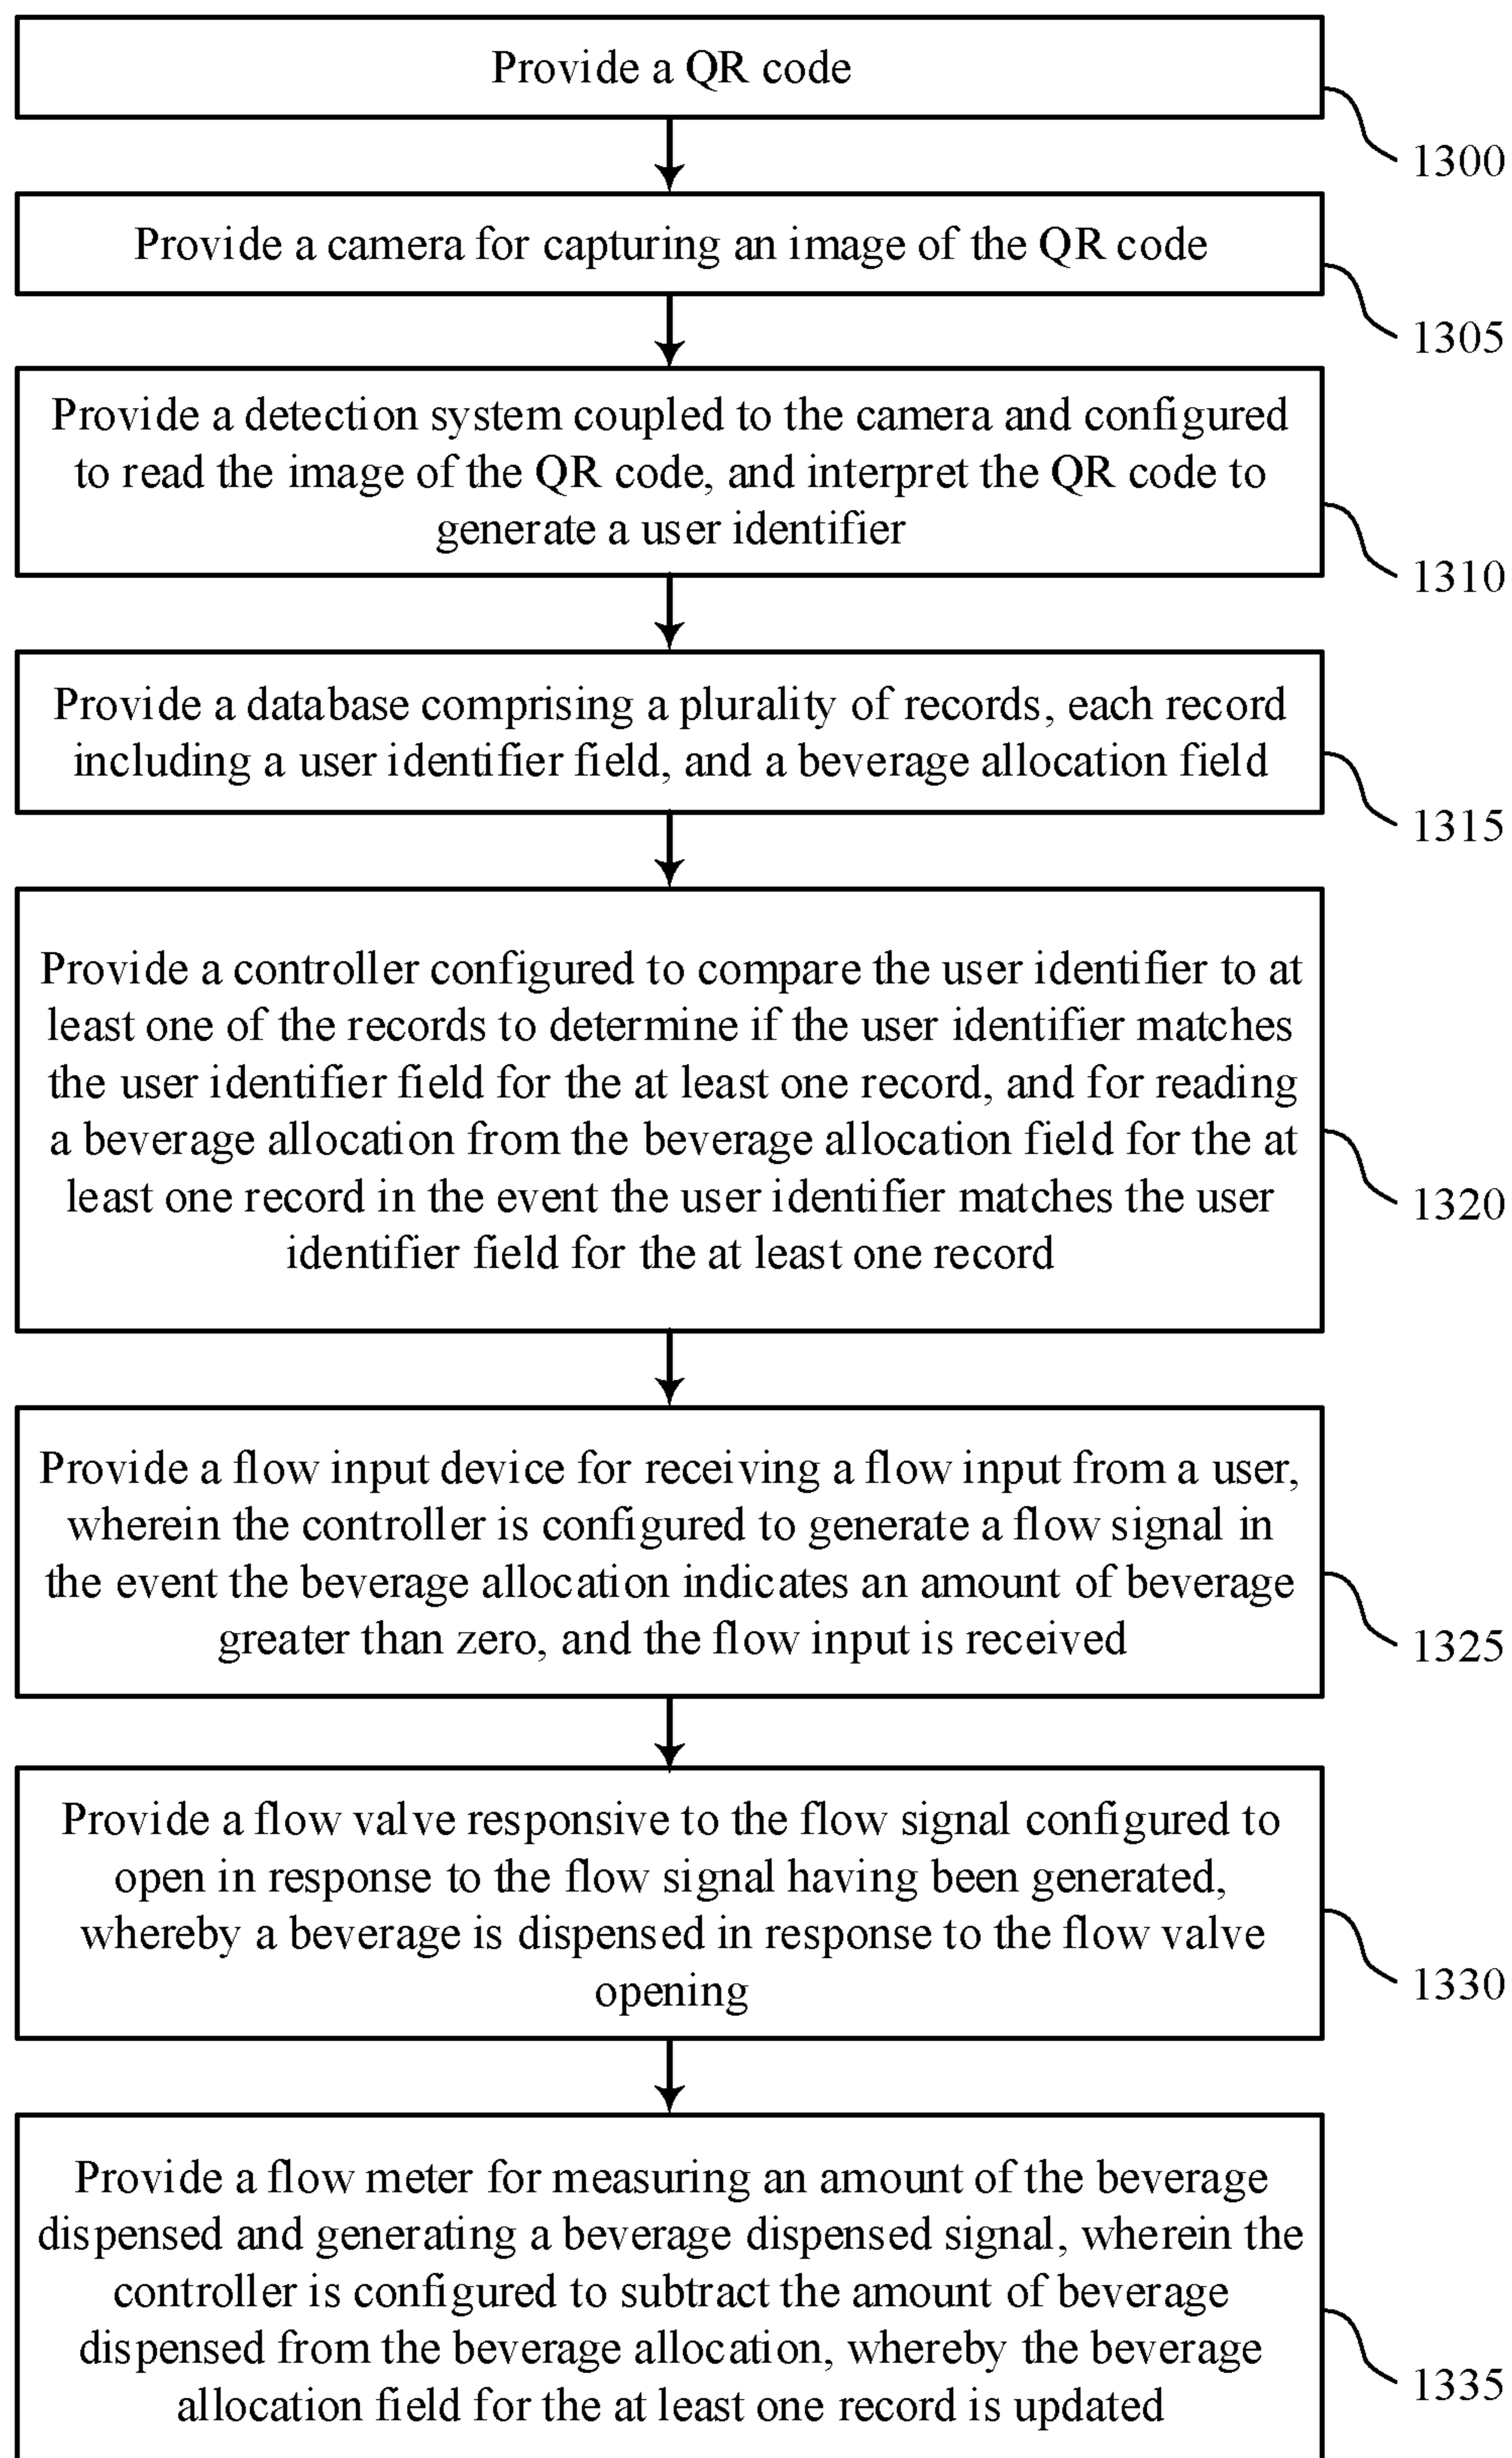 Provide a QR code
1300
Provide a camera for capturing an image of the QR code
1305
Provide a detection system coupled to the camera and configured
to read the image of the QR code, and interpret the QR code to
generate a user identifier
1310
Provide a database comprising a plurality of records, each record
including a user identifier field, and a beverage allocation field
1315
Provide a controller configured to compare the user identifier to at
least one of the records to determine if the user identifier matches
the user identifier field for the at least one record, and for reading
a beverage allocation from the beverage allocation field for the at
least one record in the event the user identifier matches the user
identifier field for the at least one record
1320
Provide a flow input device for receiving a flow input from a user,
wherein the controller is configured to generate a flow signal in
the event the beverage allocation indicates an amount of beverage
greater than zero, and the flow input is received
1325
Provide a flow valve responsive to the flow signal configured to
open in response to the flow signal having been generated,
whereby a beverage is dispensed in response to the flow valve
opening
1330
Provide a flow meter for measuring an amount of the beverage
dispensed and generating a beverage dispensed signal, wherein the
controller is configured to subtract the amount of beverage
dispensed from the beverage allocation, whereby the beverage
allocation field for the at least one record is updated
1335